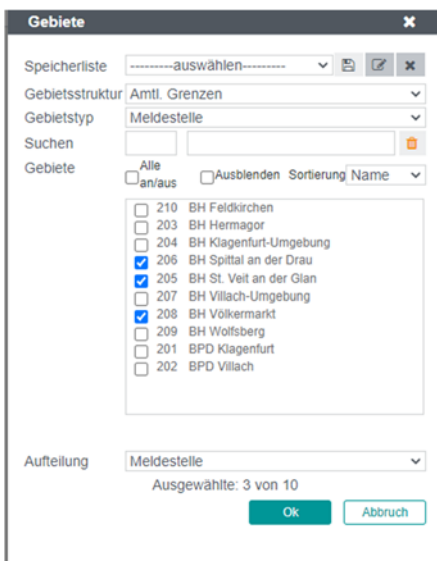 Gebiete
Speicherliste ---------auswählen---------
Gebietsstruktur Amtl. Grenzen
Gebietstyp Meldestelle
Suchen
Gebiete Alle an/aus Ausblenden Sortierung Name
210 BH Feldkirchen
203 BH Hermagor
204 BH Klagenfurt-Umgebung
206 BH Spittal an der Drau
205 BH St. Veit an der Glan
207 BH Villach-Umgebung
208 BH Völkermarkt
209 BH Wolfsberg
201 BPD Klagenfurt
202 BPD Villach
Aufteilung Meldestelle
Ausgewählte: 3 von 10
Ok Abbruch